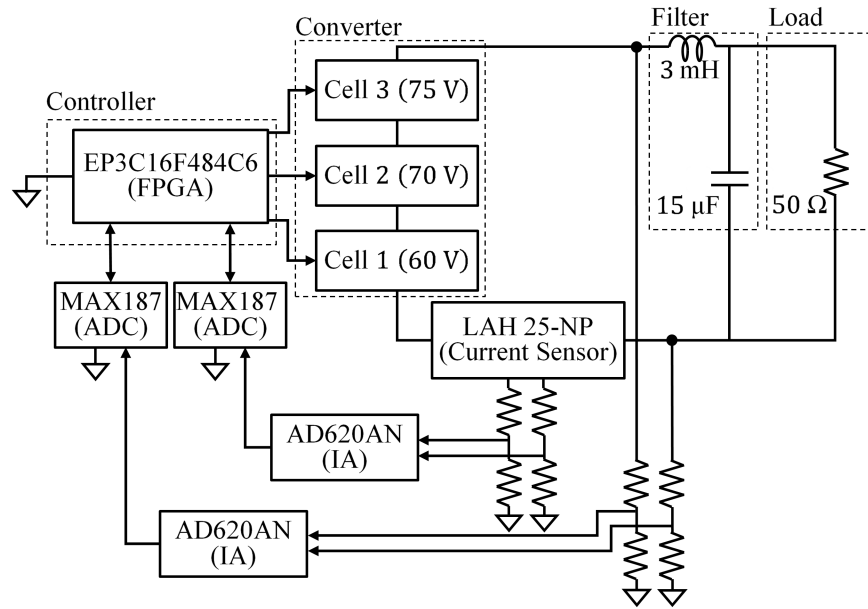 Controller
EP3C16F484C6
(FPGA)
Converter
Cell 3 (75 V)
Cell 2 (70 V)
Cell 1 (60 V)
Filter
3 mH
15 μF
Load
50 Ω
MAX187
(ADC)
MAX187
(ADC)
LAH 25-NP
(Current Sensor)
AD620AN
(IA)
AD620AN
(IA)